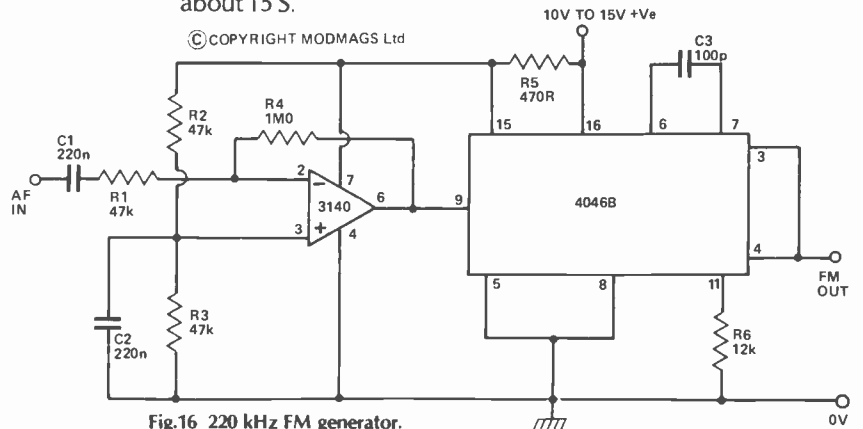 about 15 S.
© COPYRIGHT MODMAGS Ltd
10V TO 15V +Ve
C3
100p
R5
470R
R2
47k
R4
1M0
15
16
6
7
C1
220n
3
2
7
AF
IN
R1
47k
3140
6
9
4046B
3
4
4
FM
OUT
5
8
11
C2
220n
R3
47k
R6
12k
0V
Fig.16 220 kHz FM generator.